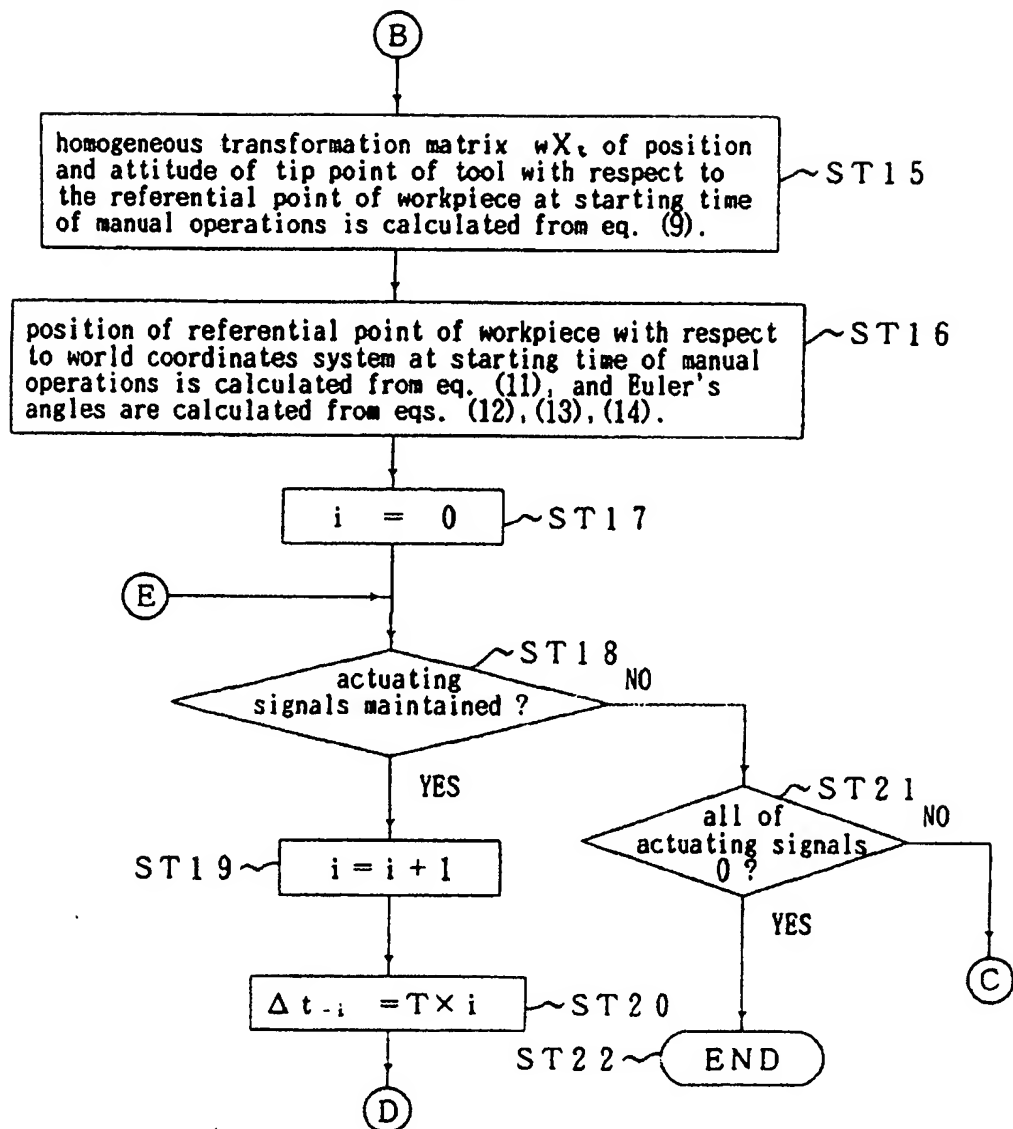 B
homogeneous transformation matrix wXt of position
and attitude of tip point of tool with respect to
the referential point of workpiece at starting time
of manual operations is calculated from eq. (9).
ST15
position of referential point of workpiece with respect
to world coordinates system at starting time of manual
operations is calculated from eq. (11), and Euler's
angles are calculated from eqs. (12), (13), (14).
ST16
i = 0
ST17
E
ST18
actuating
signals maintained ?
NO
YES
ST21
all of
actuating signals
0 ?
NO
YES
ST19
i = i + 1
C
Δ t-i = T × i
ST20
ST22
END
D